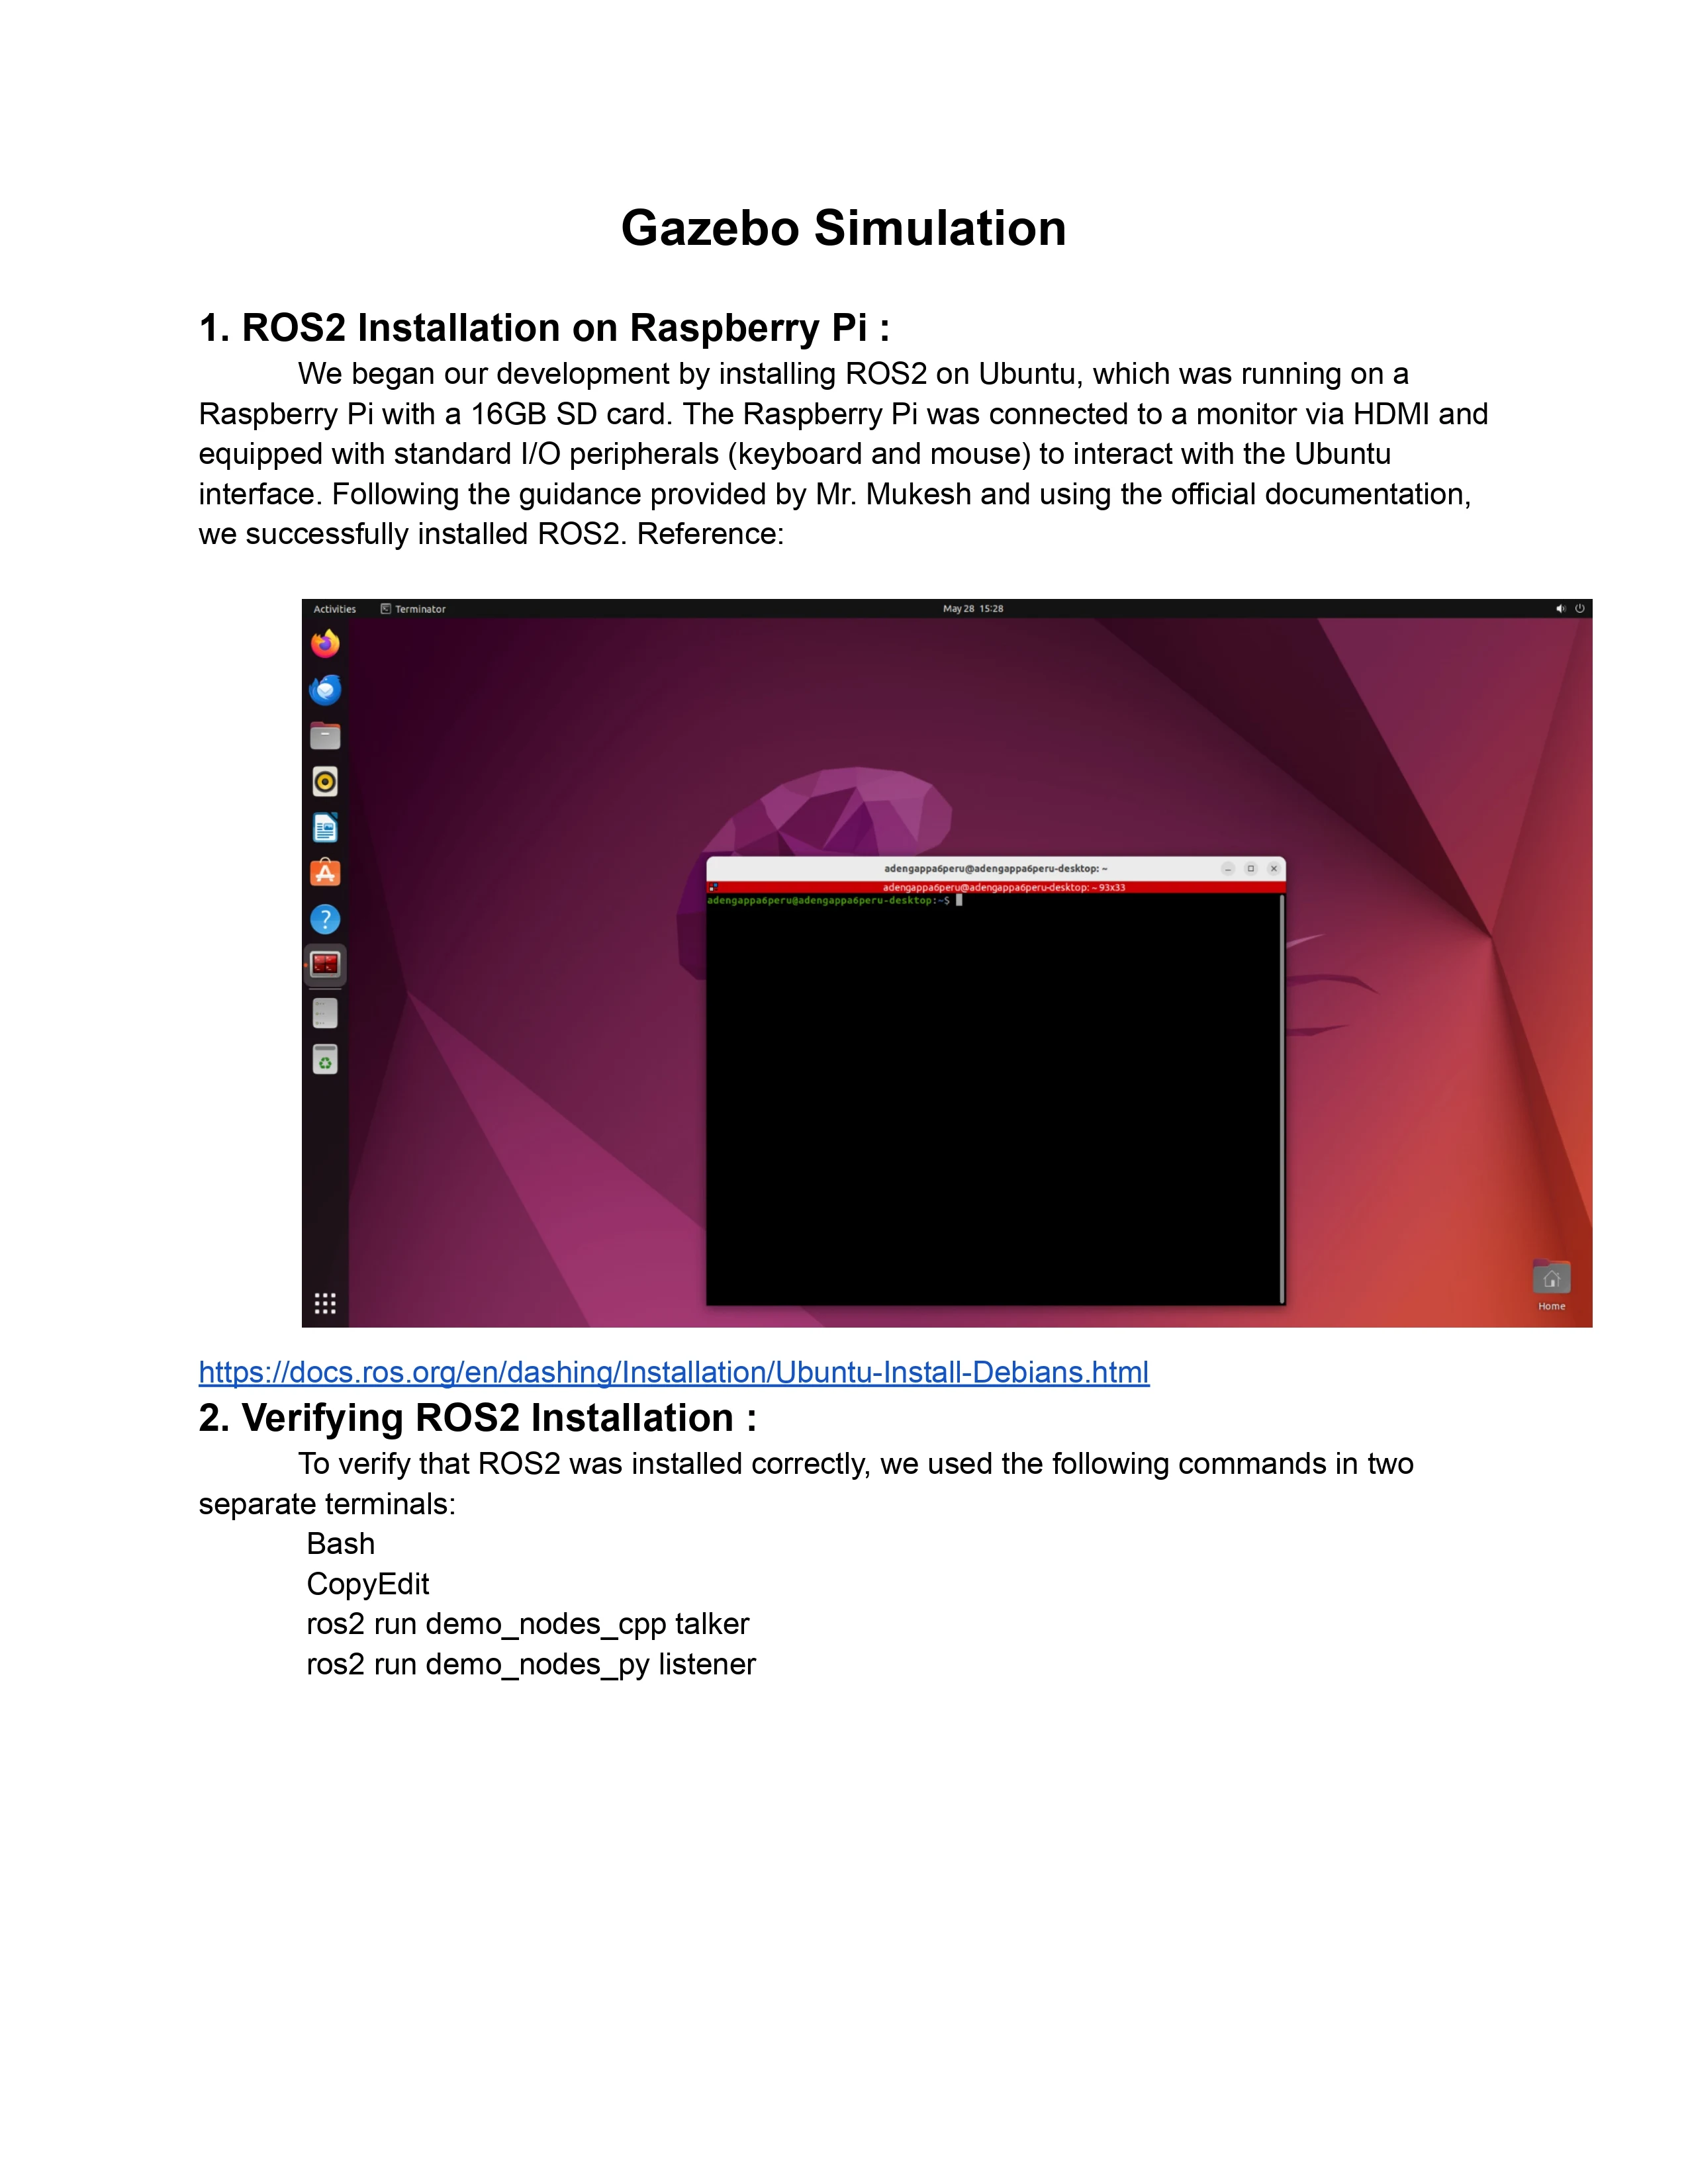 Gazebo Simulation
1. ROS2 Installation on Raspberry Pi :
We began our development by installing ROS2 on Ubuntu, which was running on a
Raspberry Pi with a 16GB SD card. The Raspberry Pi was connected to a monitor via HDMI and
equipped with standard I/O peripherals (keyboard and mouse) to interact with the Ubuntu
interface. Following the guidance provided by Mr. Mukesh and using the official documentation,
we successfully installed ROS2. Reference:
Activities Terminator May 28 15:28
adengappa6peru@adengappa6peru-desktop: ~
adengappa6peru@adengappa6peru-desktop: ~ 93x33
adengappa6peru@adengappa6peru-desktop:~$
Home
https://docs.ros.org/en/dashing/Installation/Ubuntu-Install-Debians.html
2. Verifying ROS2 Installation :
To verify that ROS2 was installed correctly, we used the following commands in two
separate terminals:
Bash
CopyEdit
ros2 run demo_nodes_cpp talker
ros2 run demo_nodes_py listener